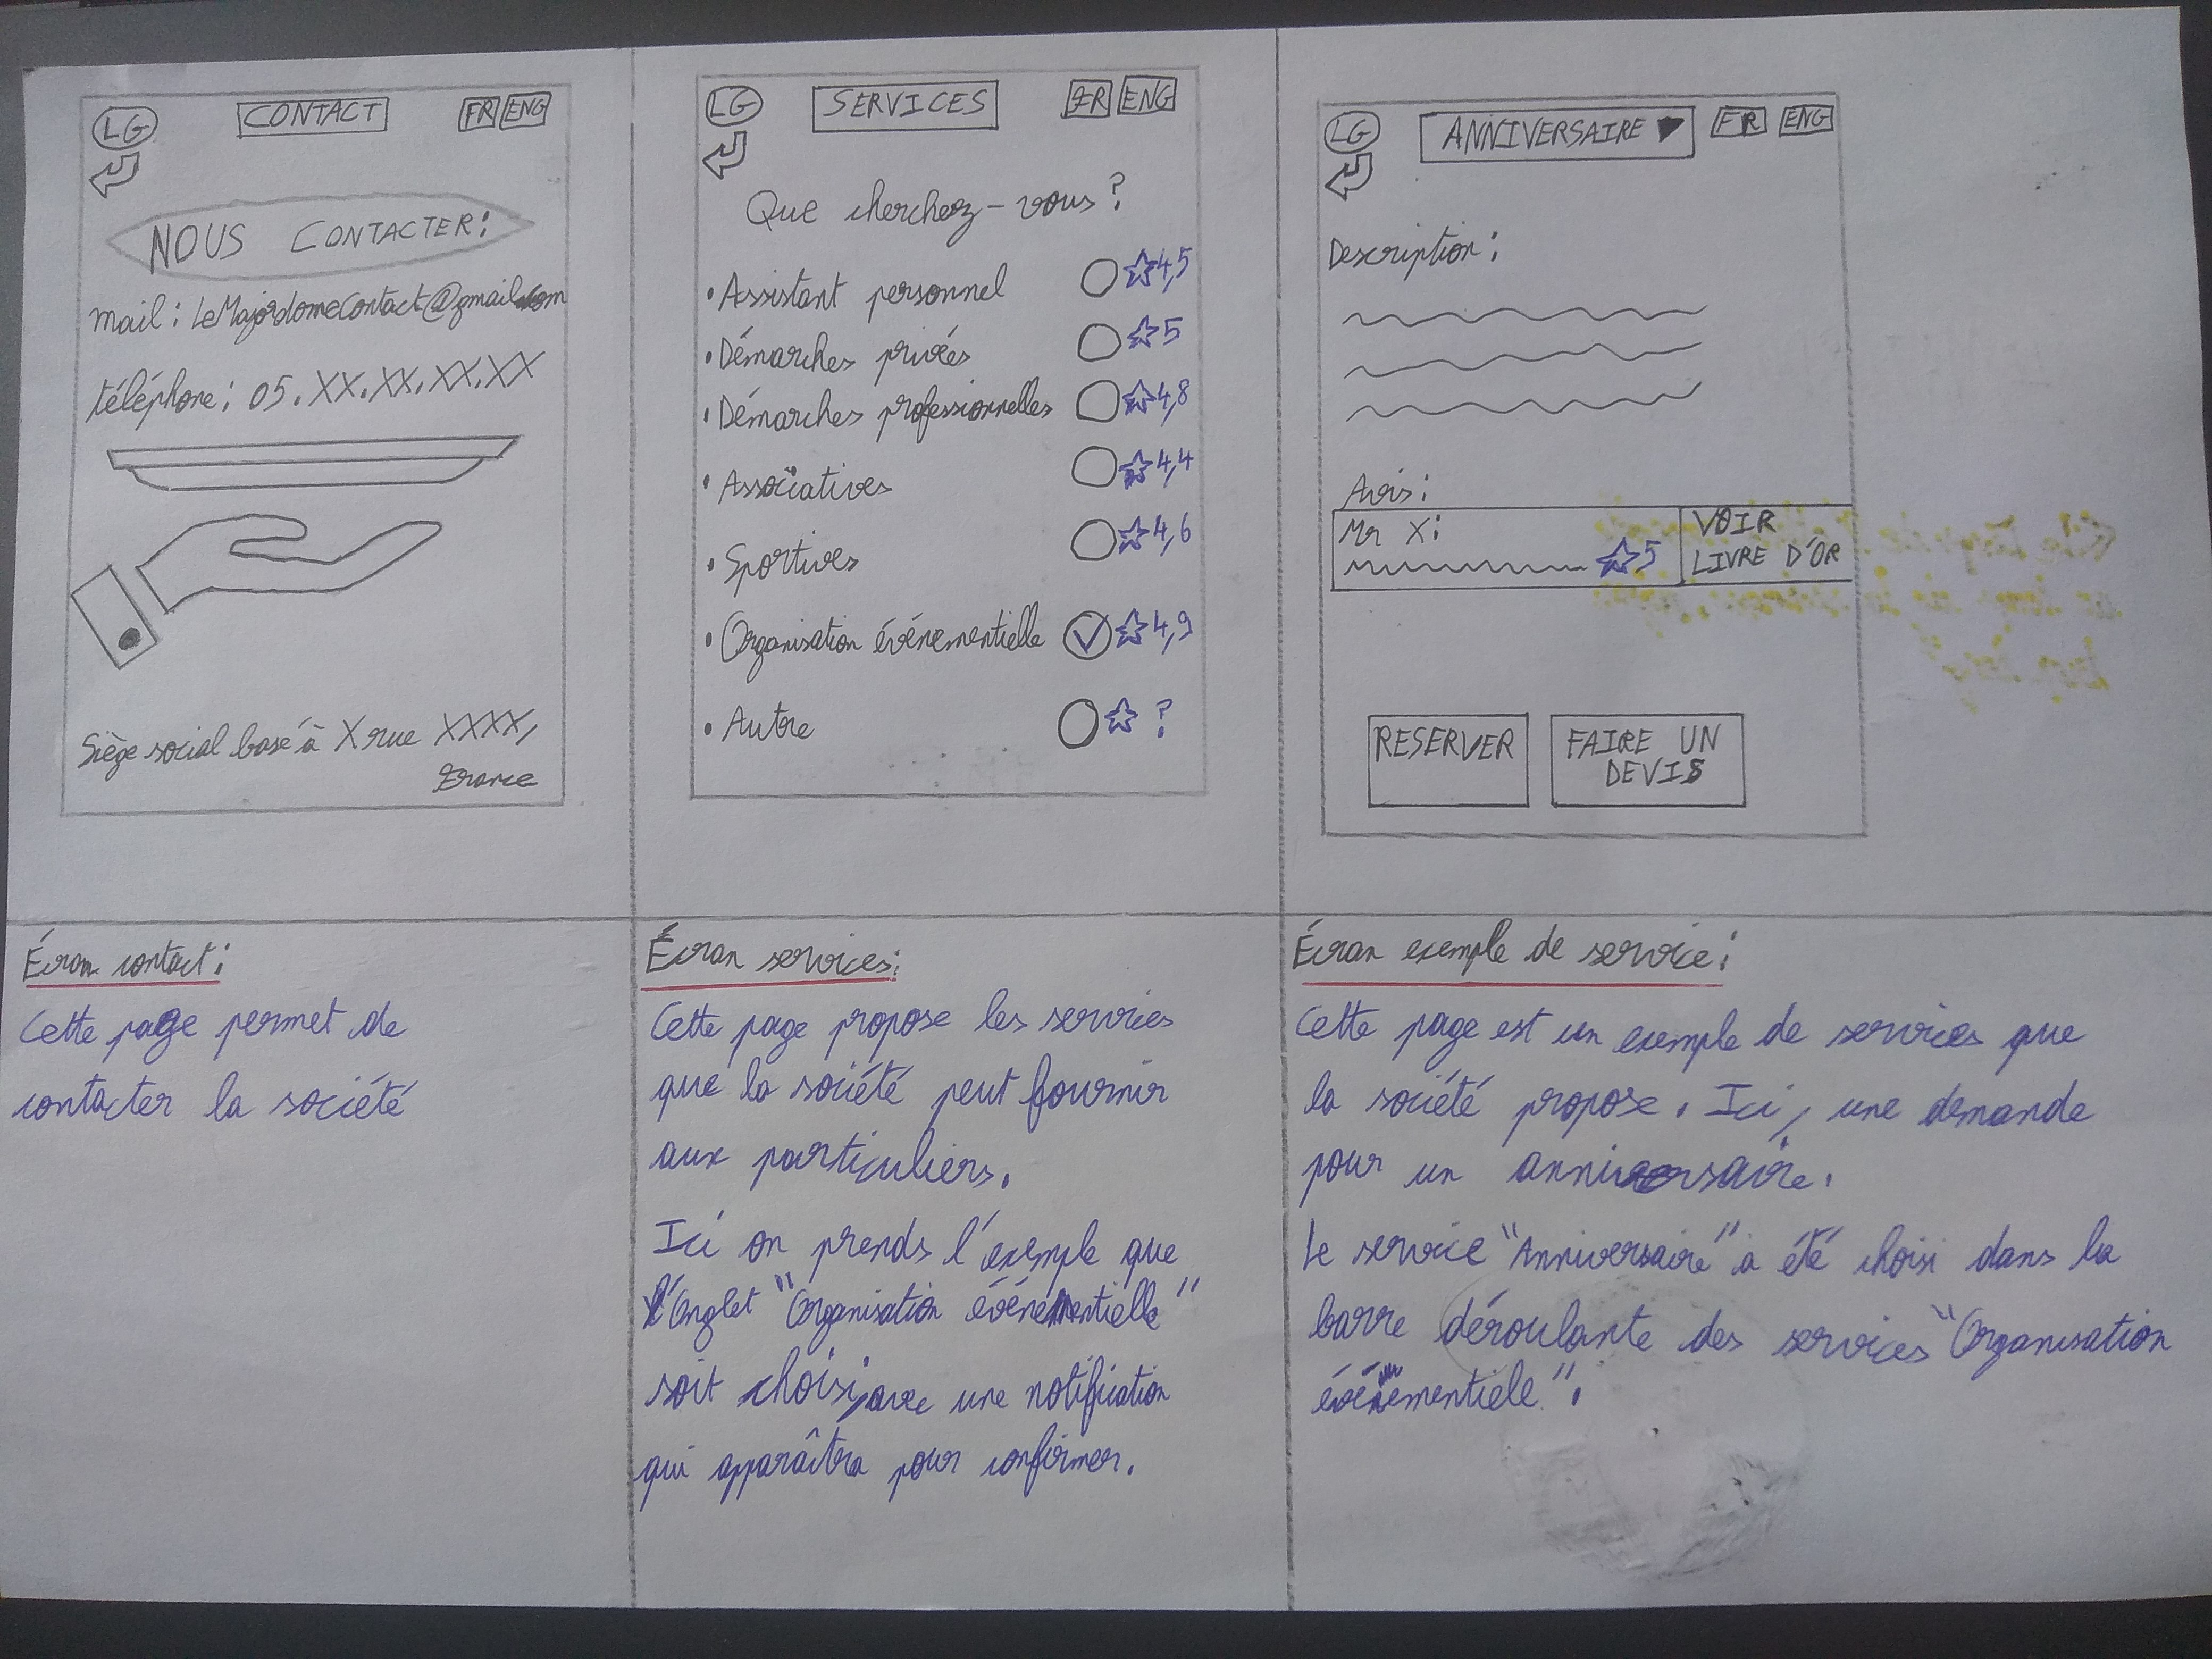 LG CONTACT FR ENG
NOUS CONTACTER:
mail: LeMajordomeContact@gmail.com
téléphone: 05.XX.XX.XX.XX
Siège social basé à X rue XXXX,
France
LG SERVICES FR ENG
Que cherchez-vous?
• Assistant personnel 4,5
• Démarches privées 5
• Démarches professionnelles 4,8
• Associatives 4,4
• Sportives 4,6
• Organisation événementielle 4,9
• Autre ?
LG ANNIVERSAIRE FR ENG
Description:
Avis:
Mr X: VOIR
5 LIVRE D'OR
RESERVER FAIRE UN
DEVIS
Écran contact:
Cette page permet de
contacter la société
Écran services:
Cette page propose les services
que la société peut fournir
aux particuliers.
Ici on prends l'exemple que
l'Onglet "Organisation événementielle"
soit choisi, avec une notification
qui apparaîtra pour confirmer.
Écran exemple de service:
Cette page est un exemple de services que
la société propose. Ici, une demande
pour un anniversaire.
Le service "Anniversaire" a été choisi dans la
barre déroulante des services "Organisation
événementiele".